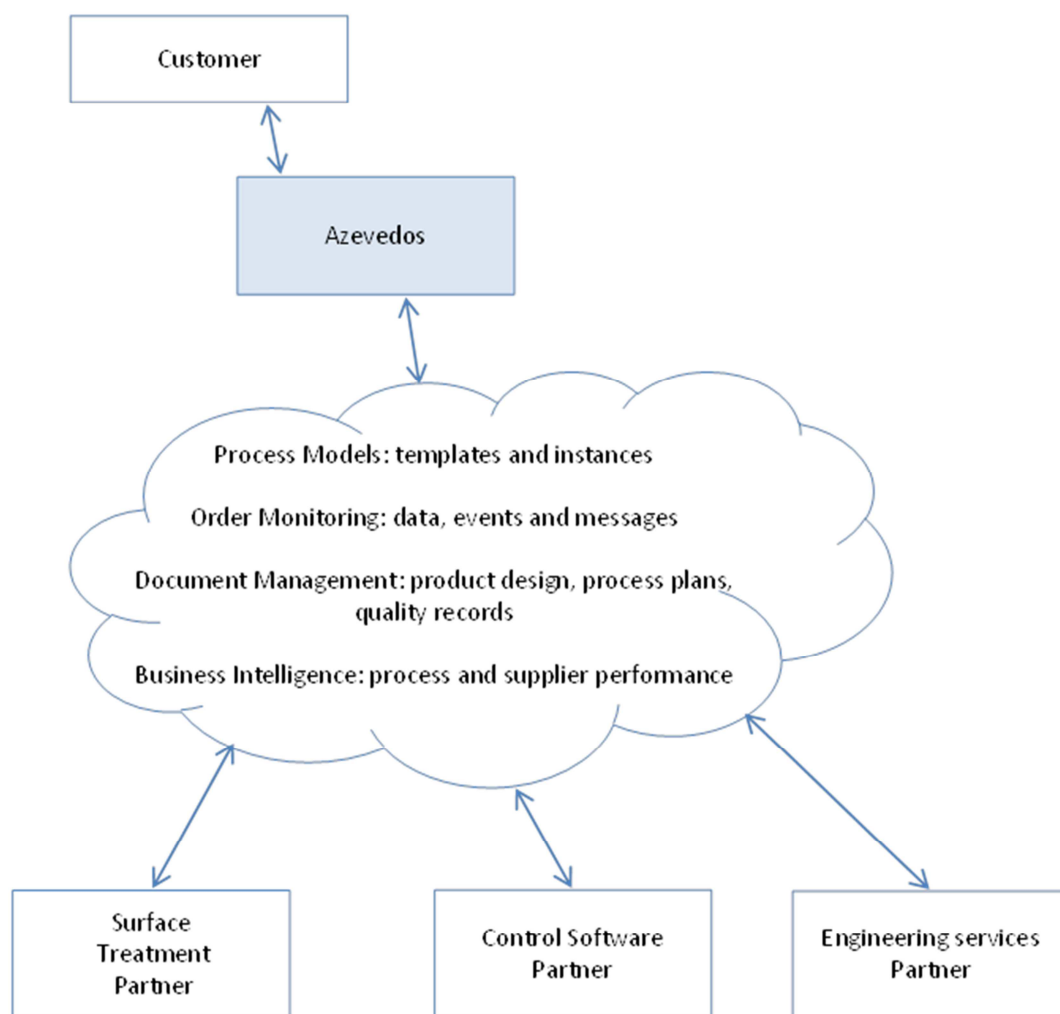 Customer
Azevedos
Process Models: templates and instances
Order Monitoring: data, events and messages
Document Management: product design, process plans,
quality records
Business Intelligence: process and supplier performance
Surface
Treatment
Partner
Control Software
Partner
Engineering services
Partner